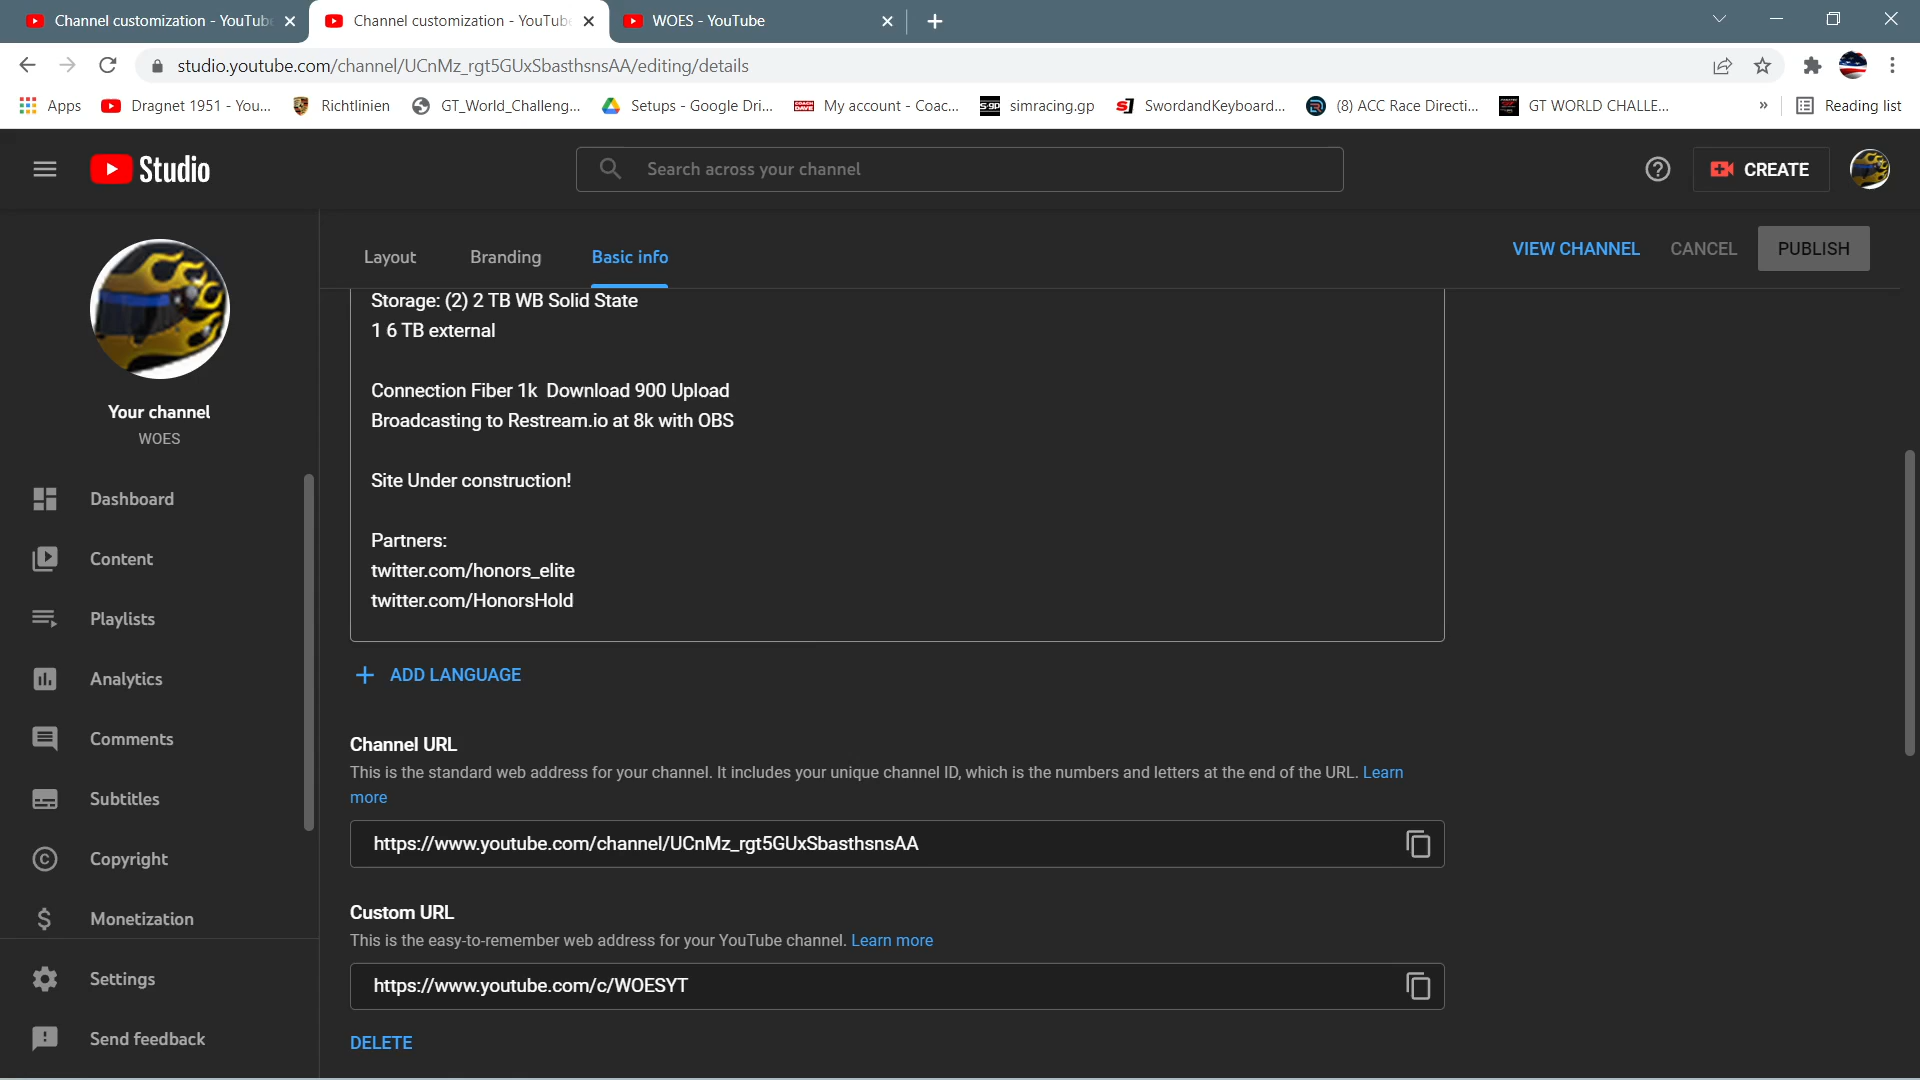 Channel customization - YouTube
Channel customization - YouTube
WOES - YouTube
studio.youtube.com/channel/UCnMz_rgt5GUxSbasthsnsAA/editing/details
Apps
Dragnet 1951 - You...
Richtlinien
GT_World_Challeng...
Setups - Google Dri...
My account - Coac...
simracing.gp
SwordandKeyboard...
(8) ACC Race Directi...
GT WORLD CHALLE...
»
Reading list
Studio
Search across your channel
CREATE
Your channel
WOES
Dashboard
Content
Playlists
Analytics
Comments
Subtitles
Copyright
Monetization
Settings
Send feedback
Layout
Branding
Basic info
VIEW CHANNEL
CANCEL
PUBLISH
Storage: (2) 2 TB WB Solid State
1 6 TB external
Connection Fiber 1k  Download 900 Upload
Broadcasting to Restream.io at 8k with OBS
Site Under construction!
Partners:
twitter.com/honors_elite
twitter.com/HonorsHold
ADD LANGUAGE
Channel URL
This is the standard web address for your channel. It includes your unique channel ID, which is the numbers and letters at the end of the URL. Learn
more
https://www.youtube.com/channel/UCnMz_rgt5GUxSbasthsnsAA
Custom URL
This is the easy-to-remember web address for your YouTube channel. Learn more
https://www.youtube.com/c/WOESYT
DELETE